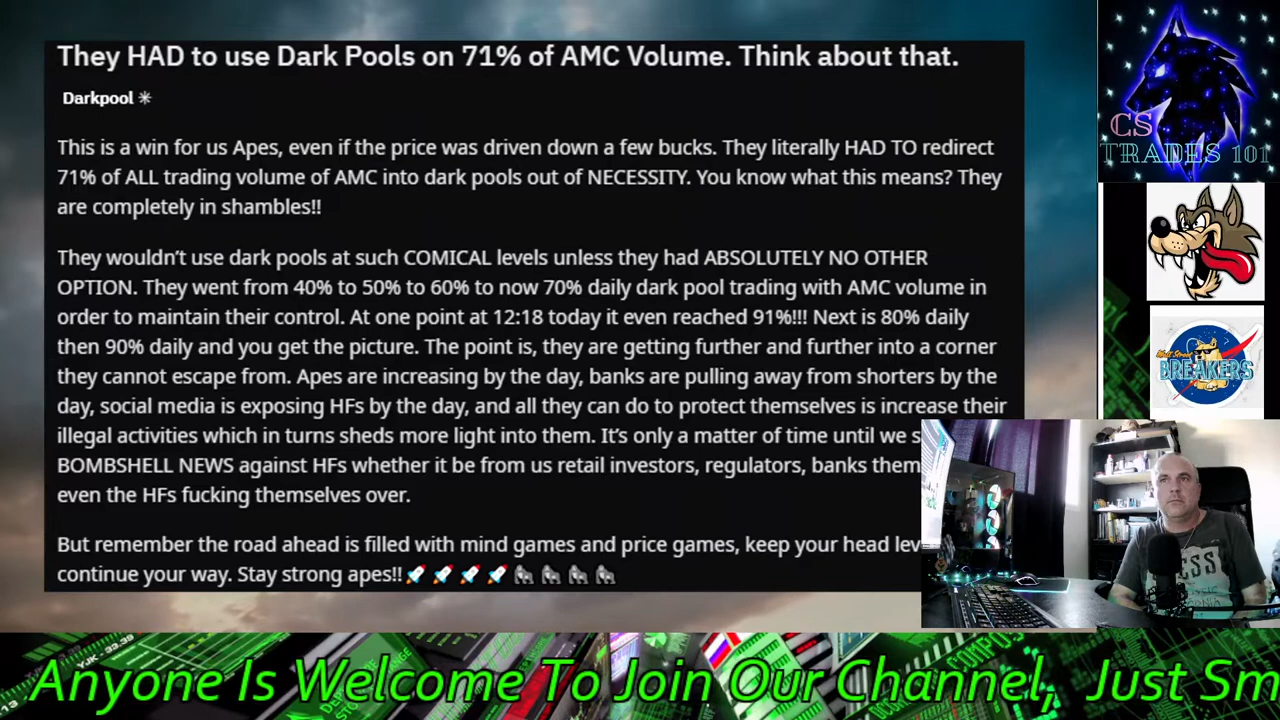 They HAD to use Dark Pools on 71% of AMC Volume. Think about that.
Darkpool
This is a win for us Apes, even if the price was driven down a few bucks. They literally HAD TO redirect
71% of ALL trading volume of AMC into dark pools out of NECESSITY. You know what this means? They
are completely in shambles!!
They wouldn’t use dark pools at such COMICAL levels unless they had ABSOLUTELY NO OTHER
OPTION. They went from 40% to 50% to 60% to now 70% daily dark pool trading with AMC volume in
order to maintain their control. At one point at 12:18 today it even reached 91%!!! Next is 80% daily
then 90% daily and you get the picture. The point is, they are getting further and further into a corner
they cannot escape from. Apes are increasing by the day, banks are pulling away from shorters by the
day, social media is exposing HFs by the day, and all they can do to protect themselves is increase their
illegal activities which in turns sheds more light into them. It’s only a matter of time until we s
BOMBSHELL NEWS against HFs whether it be from us retail investors, regulators, banks them
even the HFs fucking themselves over.
But remember the road ahead is filled with mind games and price games, keep your head lev
continue your way. Stay strong apes!! 🚀 🚀 🚀 🚀 🦍 🦍 🦍 🦍
CS
TRADES 101
Wall Street
BREAKERS
Anyone Is Welcome To Join Our Channel, Just Sm